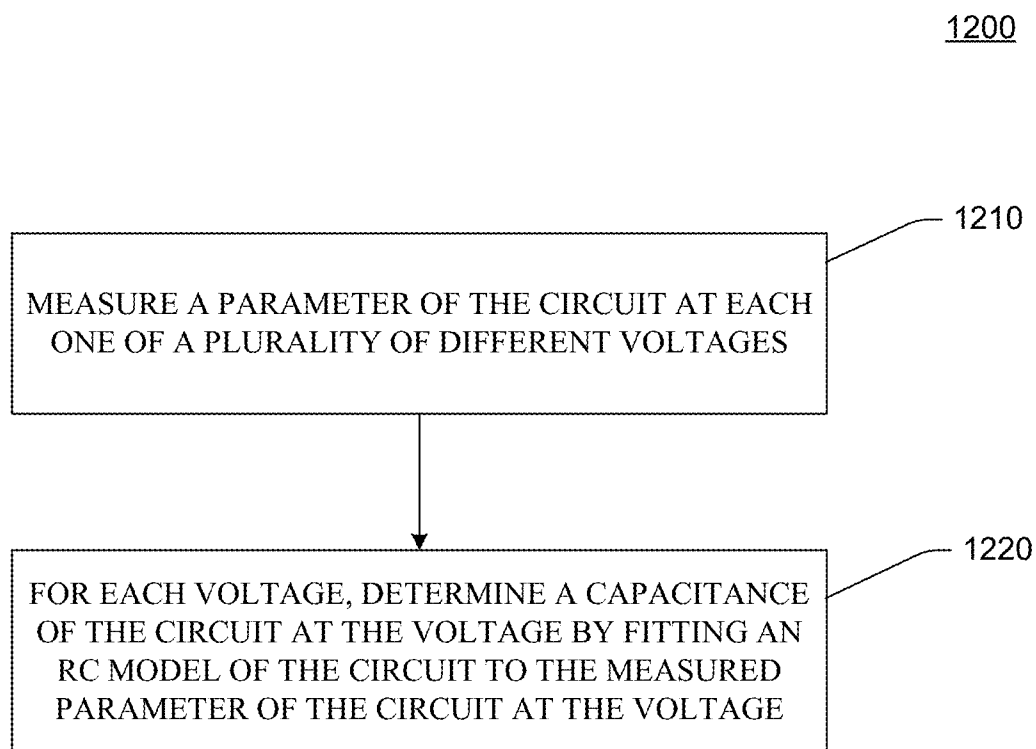 1200
1210
MEASURE A PARAMETER OF THE CIRCUIT AT EACH
ONE OF A PLURALITY OF DIFFERENT VOLTAGES
1220
FOR EACH VOLTAGE, DETERMINE A CAPACITANCE
OF THE CIRCUIT AT THE VOLTAGE BY FITTING AN
RC MODEL OF THE CIRCUIT TO THE MEASURED
PARAMETER OF THE CIRCUIT AT THE VOLTAGE